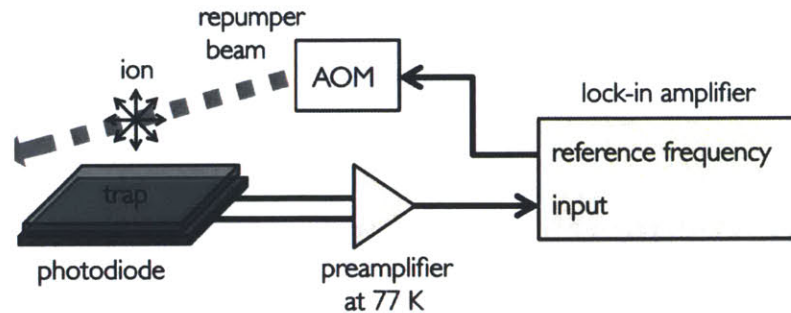 repumper
beam
ion
AOM
lock-in amplifier
reference frequency
trap
input
photodiode
preamplifier
at 77 K